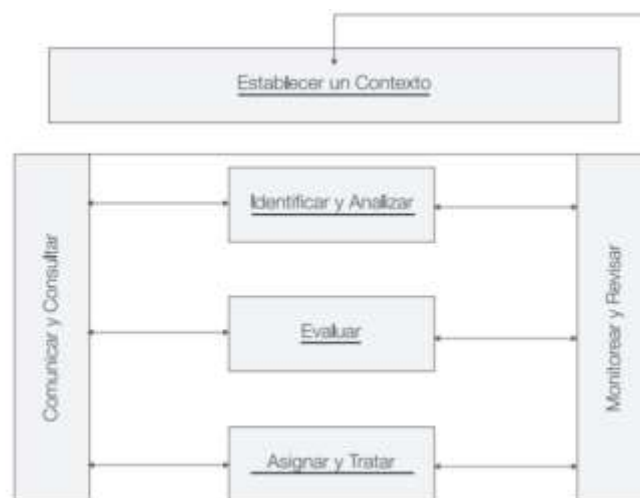 Establecer un Contexto
Comunicar y Consultar
Identificar y Analizar
Evaluar
Asignar y Tratar
Monitorear y Revisar